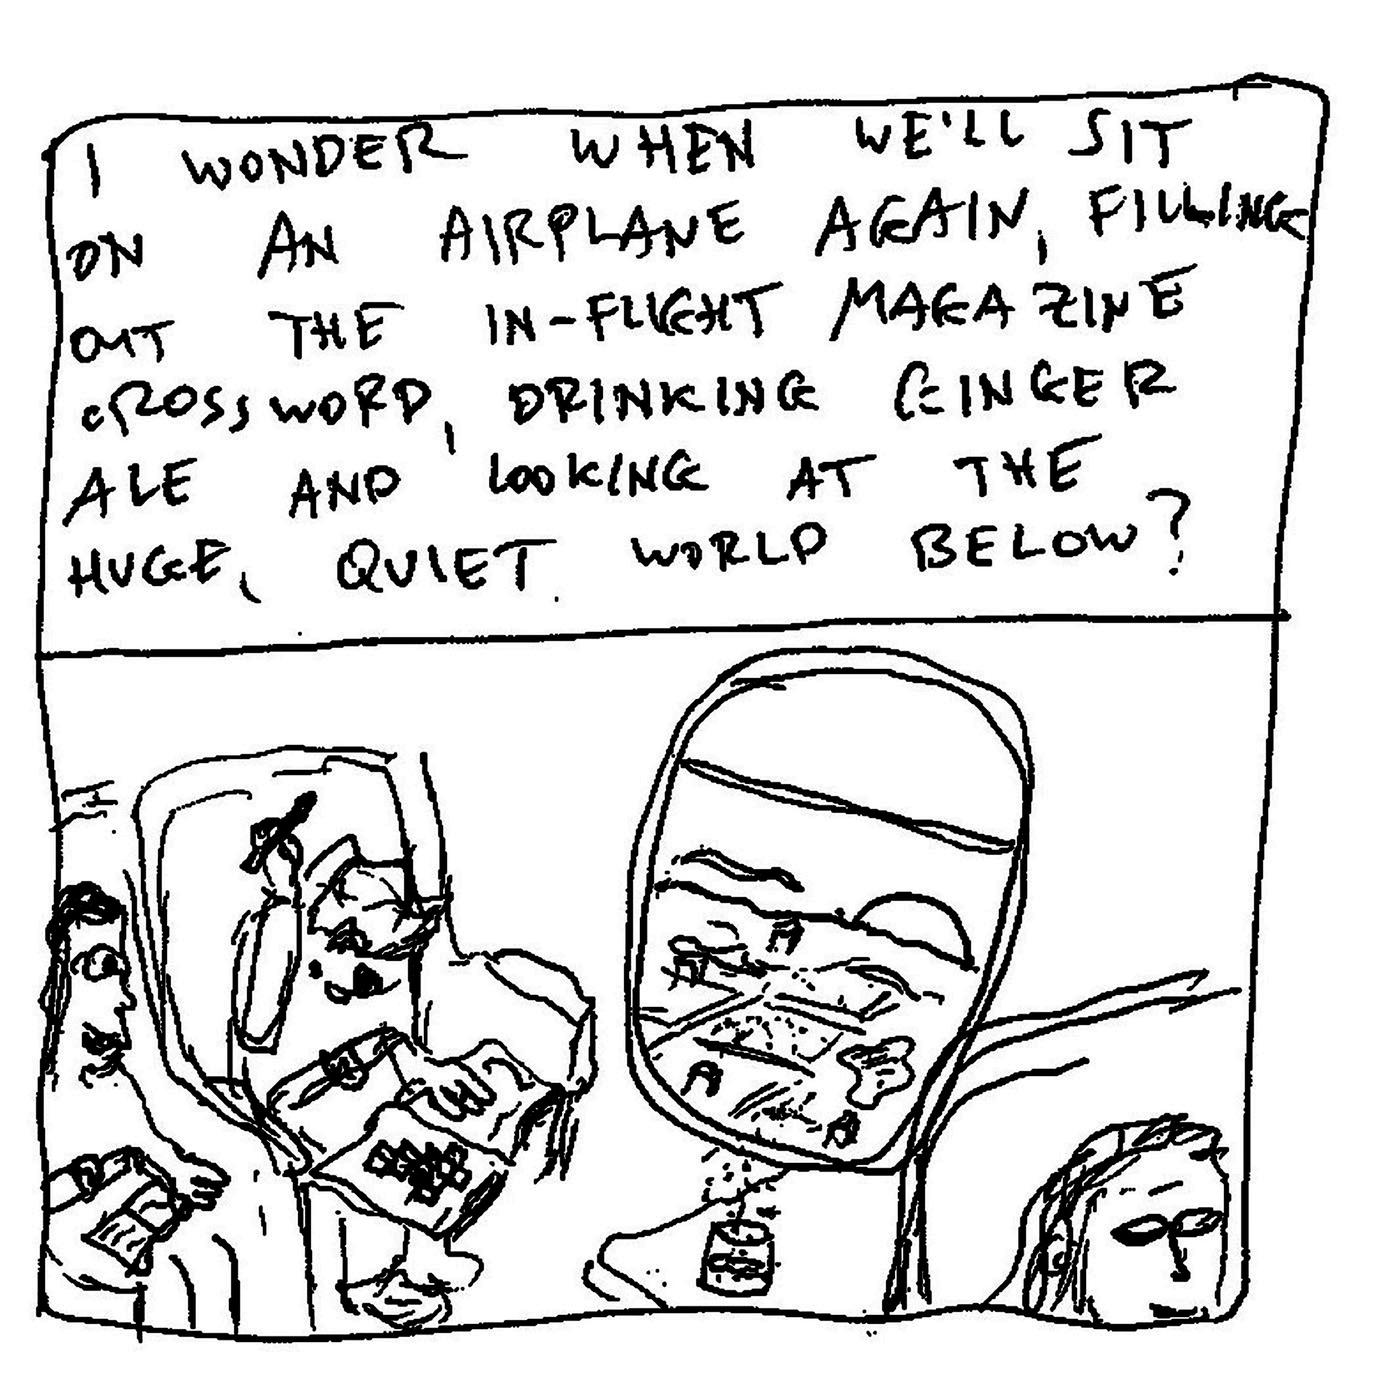 I WONDER WHEN WE'LL SIT
ON AN AIRPLANE AGAIN, FILLING
OUT THE IN-FLIGHT MAGAZINE
CROSSWORD, DRINKING GINGER
ALE AND LOOKING AT THE
HUGE, QUIET WORLD BELOW?